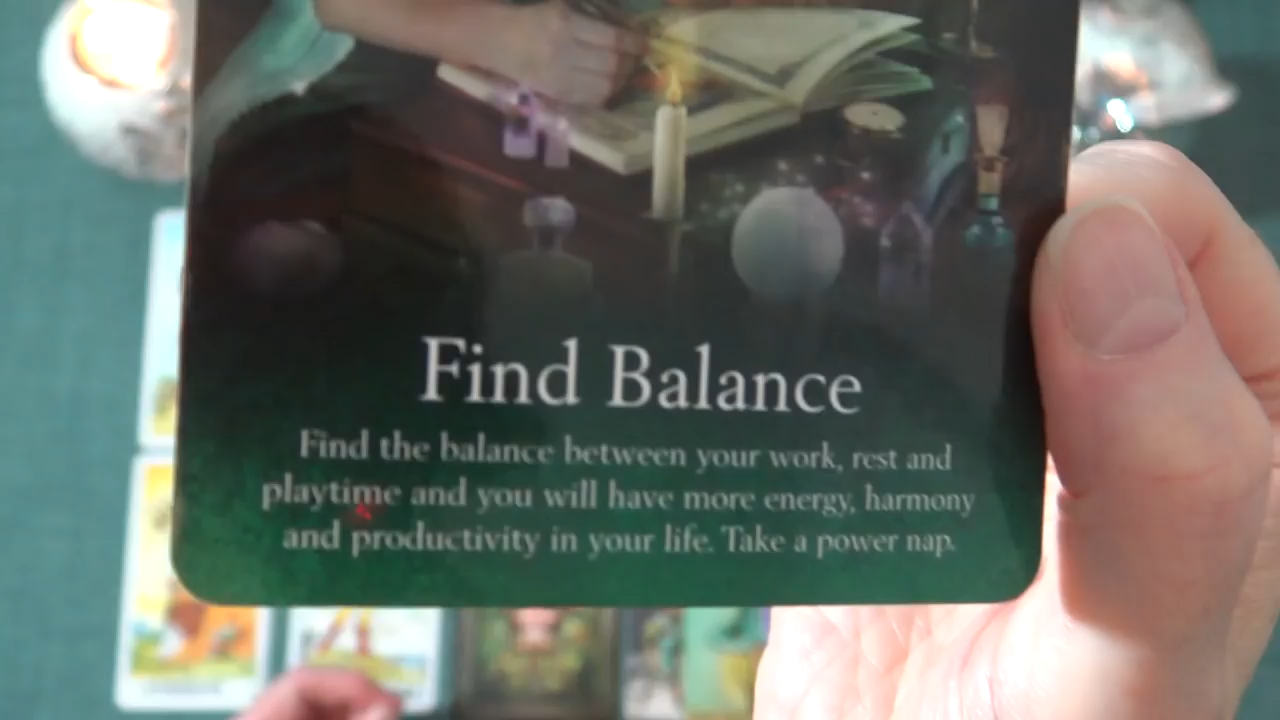 Find Balance
Find the balance between your work, rest and
playtime and you will have more energy, harmony
and productivity in your life. Take a power nap.